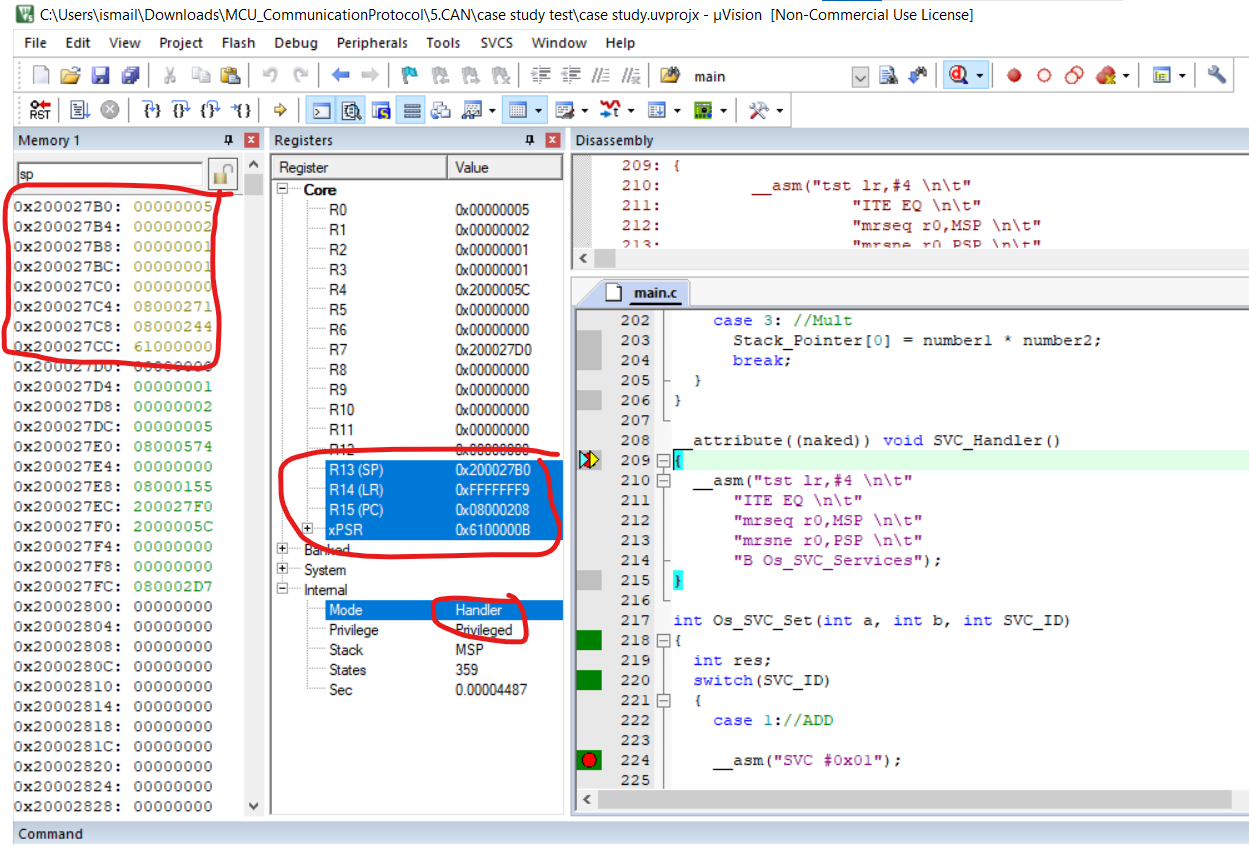 C:\Users\ismail\Downloads\MCU_CommunicationProtocol\5.CAN\case study test\case study.uvprojx - µVision [Non-Commercial Use License]
File Edit View Project Flash Debug Peripherals Tools SVCS Window Help
main
RST
Memory 1
sp
0x200027B0: 00000005
0x200027B4: 00000002
0x200027B8: 00000001
0x200027BC: 00000001
0x200027C0: 00000000
0x200027C4: 08000271
0x200027C8: 08000244
0x200027CC: 61000000
0x200027D0: 00000000
0x200027D4: 00000001
0x200027D8: 00000002
0x200027DC: 00000005
0x200027E0: 08000574
0x200027E4: 00000000
0x200027E8: 08000155
0x200027EC: 200027F0
0x200027F0: 2000005C
0x200027F4: 00000000
0x200027F8: 00000000
0x200027FC: 080002D7
0x20002800: 00000000
0x20002804: 00000000
0x20002808: 00000000
0x2000280C: 00000000
0x20002810: 00000000
0x20002814: 00000000
0x20002818: 00000000
0x2000281C: 00000000
0x20002820: 00000000
0x20002824: 00000000
0x20002828: 00000000
Registers
Register Value
Core
R0 0x00000005
R1 0x00000002
R2 0x00000001
R3 0x00000001
R4 0x2000005C
R5 0x00000000
R6 0x00000000
R7 0x200027D0
R8 0x00000000
R9 0x00000000
R10 0x00000000
R11 0x00000000
R12 0x00000000
R13 (SP) 0x200027B0
R14 (LR) 0xFFFFFFF9
R15 (PC) 0x08000208
xPSR 0x6100000B
Banked
System
Internal
Mode Handler
Privilege Privileged
Stack MSP
States 359
Sec 0.00004487
Disassembly
209: {
210: __asm("tst lr,#4 \n\t"
211: "ITE EQ \n\t"
212: "mrseq r0,MSP \n\t"
213: "mrsne r0,PSP \n\t"
main.c
202 case 3: //Mult
203 Stack_Pointer[0] = number1 * number2;
204 break;
205 }
206 }
207
208 __attribute((naked)) void SVC_Handler()
209 {
210 __asm("tst lr,#4 \n\t"
211 "ITE EQ \n\t"
212 "mrseq r0,MSP \n\t"
213 "mrsne r0,PSP \n\t"
214 "B Os_SVC_Services");
215 }
216
217 int Os_SVC_Set(int a, int b, int SVC_ID)
218 {
219 int res;
220 switch(SVC_ID)
221 {
222 case 1://ADD
223
224 __asm("SVC #0x01");
225
Command